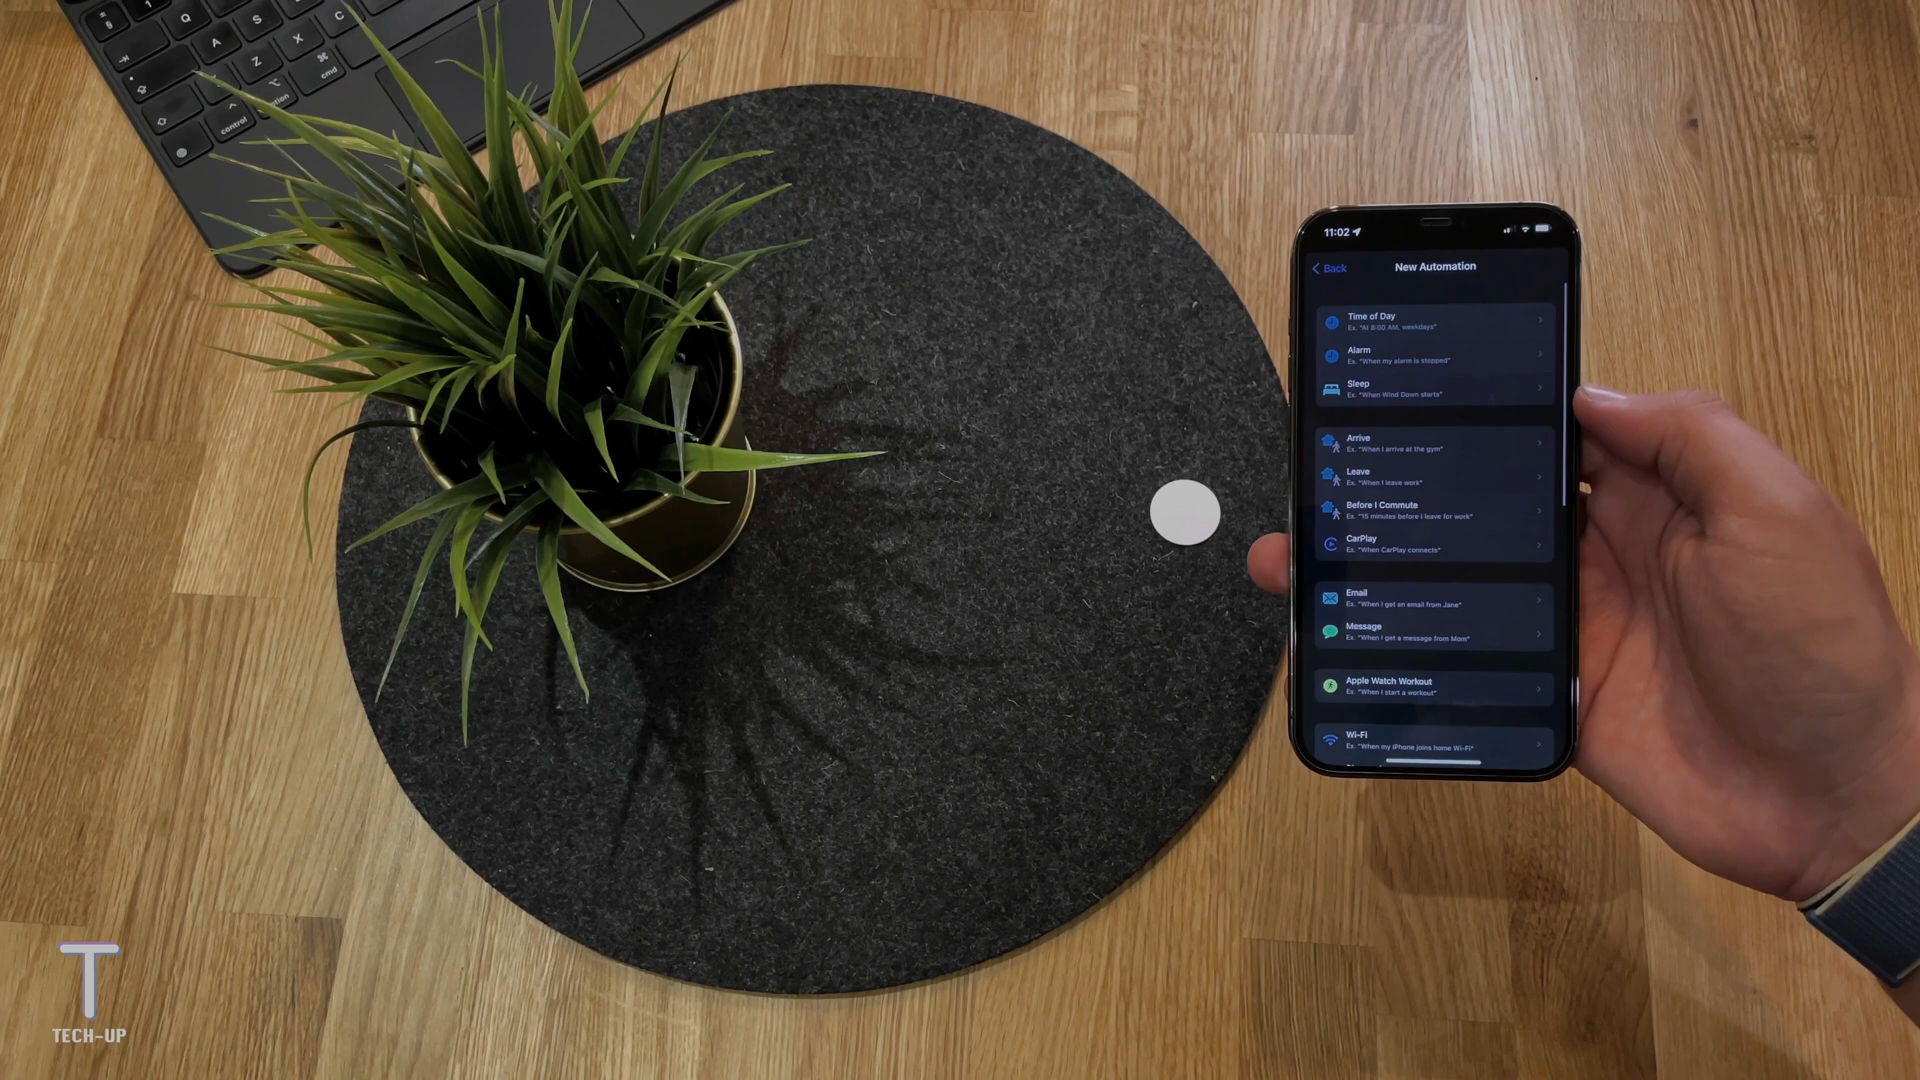 Q
S
C
A
X
Z
⌘
cmd
control
11:02
Back
New Automation
Time of Day
Ex. "At 8:00 AM, weekdays"
Alarm
Ex. "When my alarm is stopped"
Sleep
Ex. "When Wind Down starts"
Arrive
Ex. "When I arrive at the gym"
Leave
Ex. "When I leave work"
Before I Commute
Ex. "15 minutes before I leave for work"
CarPlay
Ex. "When CarPlay connects"
Email
Ex. "When I get an email from Jane"
Message
Ex. "When I get a message from Mom"
Apple Watch Workout
Ex. "When I start a workout"
Wi-Fi
Ex. "When my iPhone joins home Wi-Fi"
T
TECH-UP